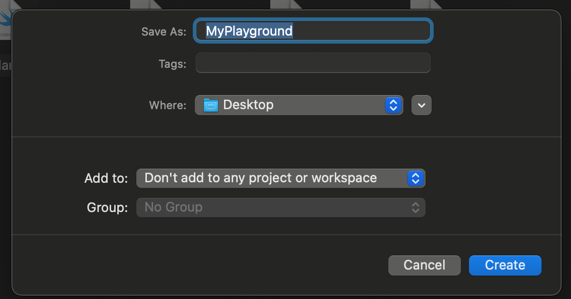 Save As: MyPlayground
Tags:
Where: Desktop
Add to: Don't add to any project or workspace
Group: No Group
Cancel Create